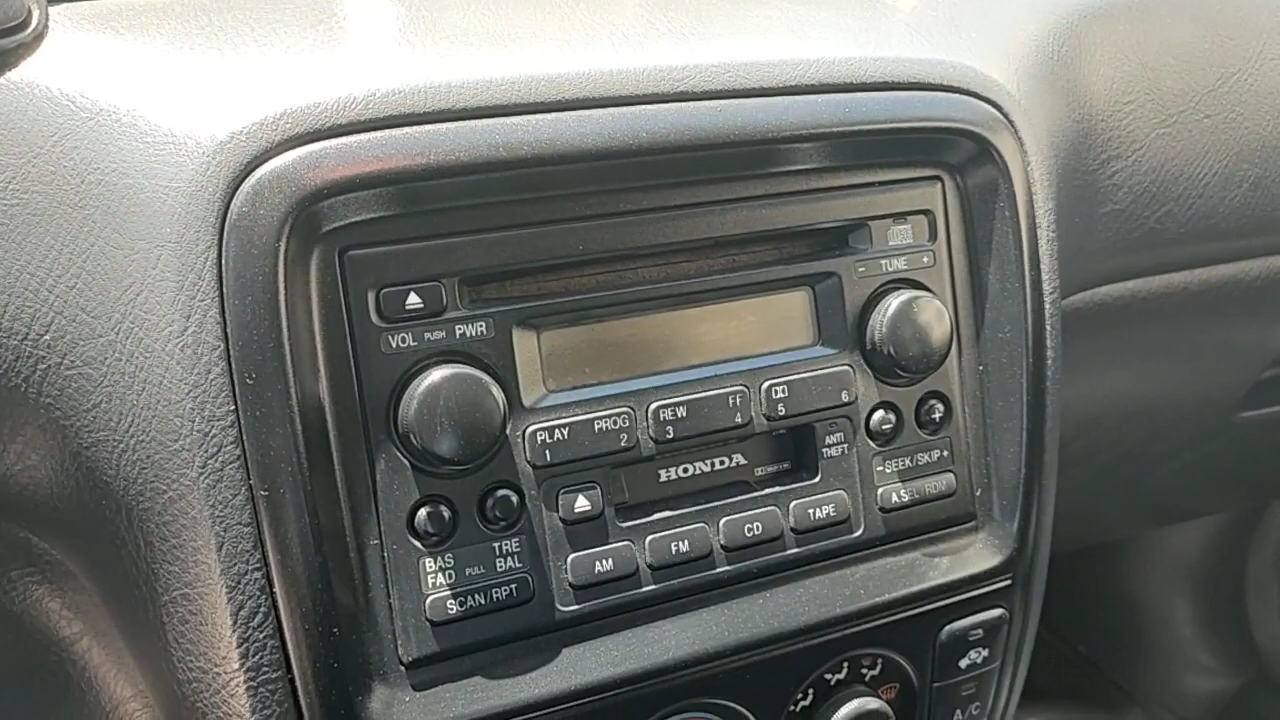 - TUNE +
VOL PUSH PWR
PLAY PROG
1 2
REW FF
3 4
5 6
HONDA
ANTI
THEFT
-SEEK/SKIP+
A.SEL/RDM
BAS TRE
FAD PULL BAL
SCAN/RPT
AM
FM
CD
TAPE
A/C